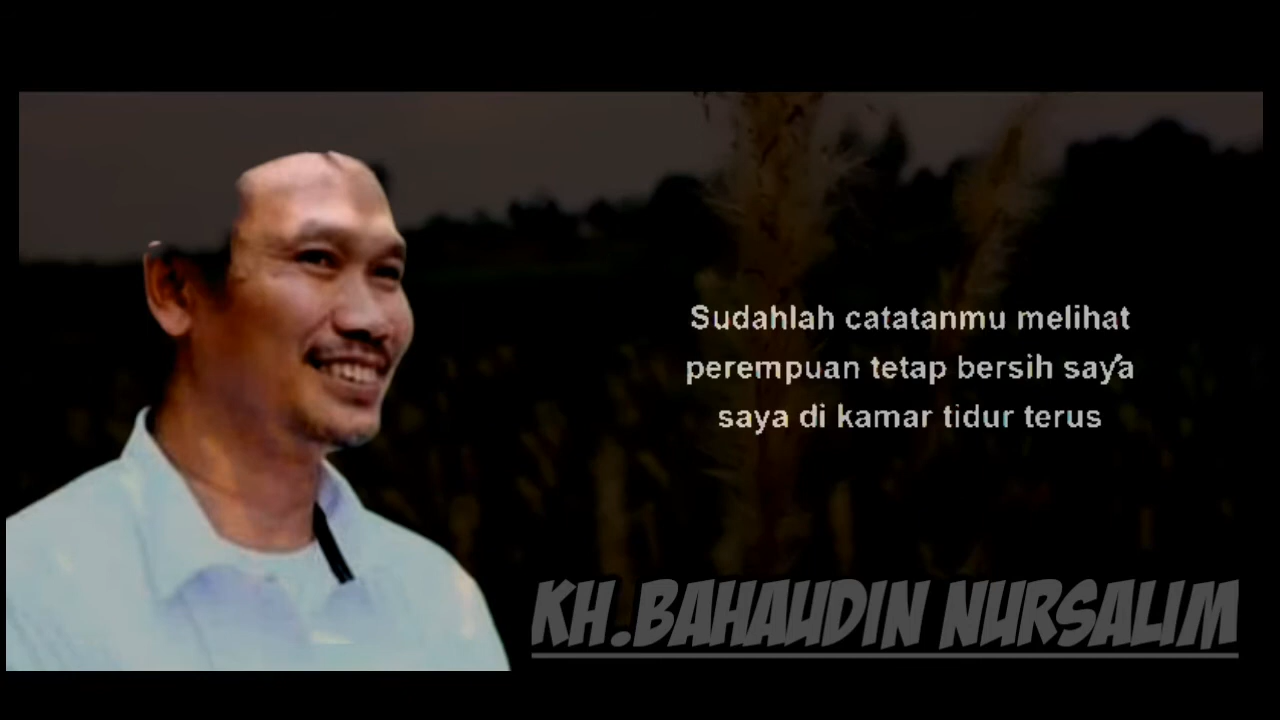 Sudahlah catatanmu melihat
perempuan tetap bersih saya
saya di kamar tidur terus
KH.BAHAUDIN NURSALIM